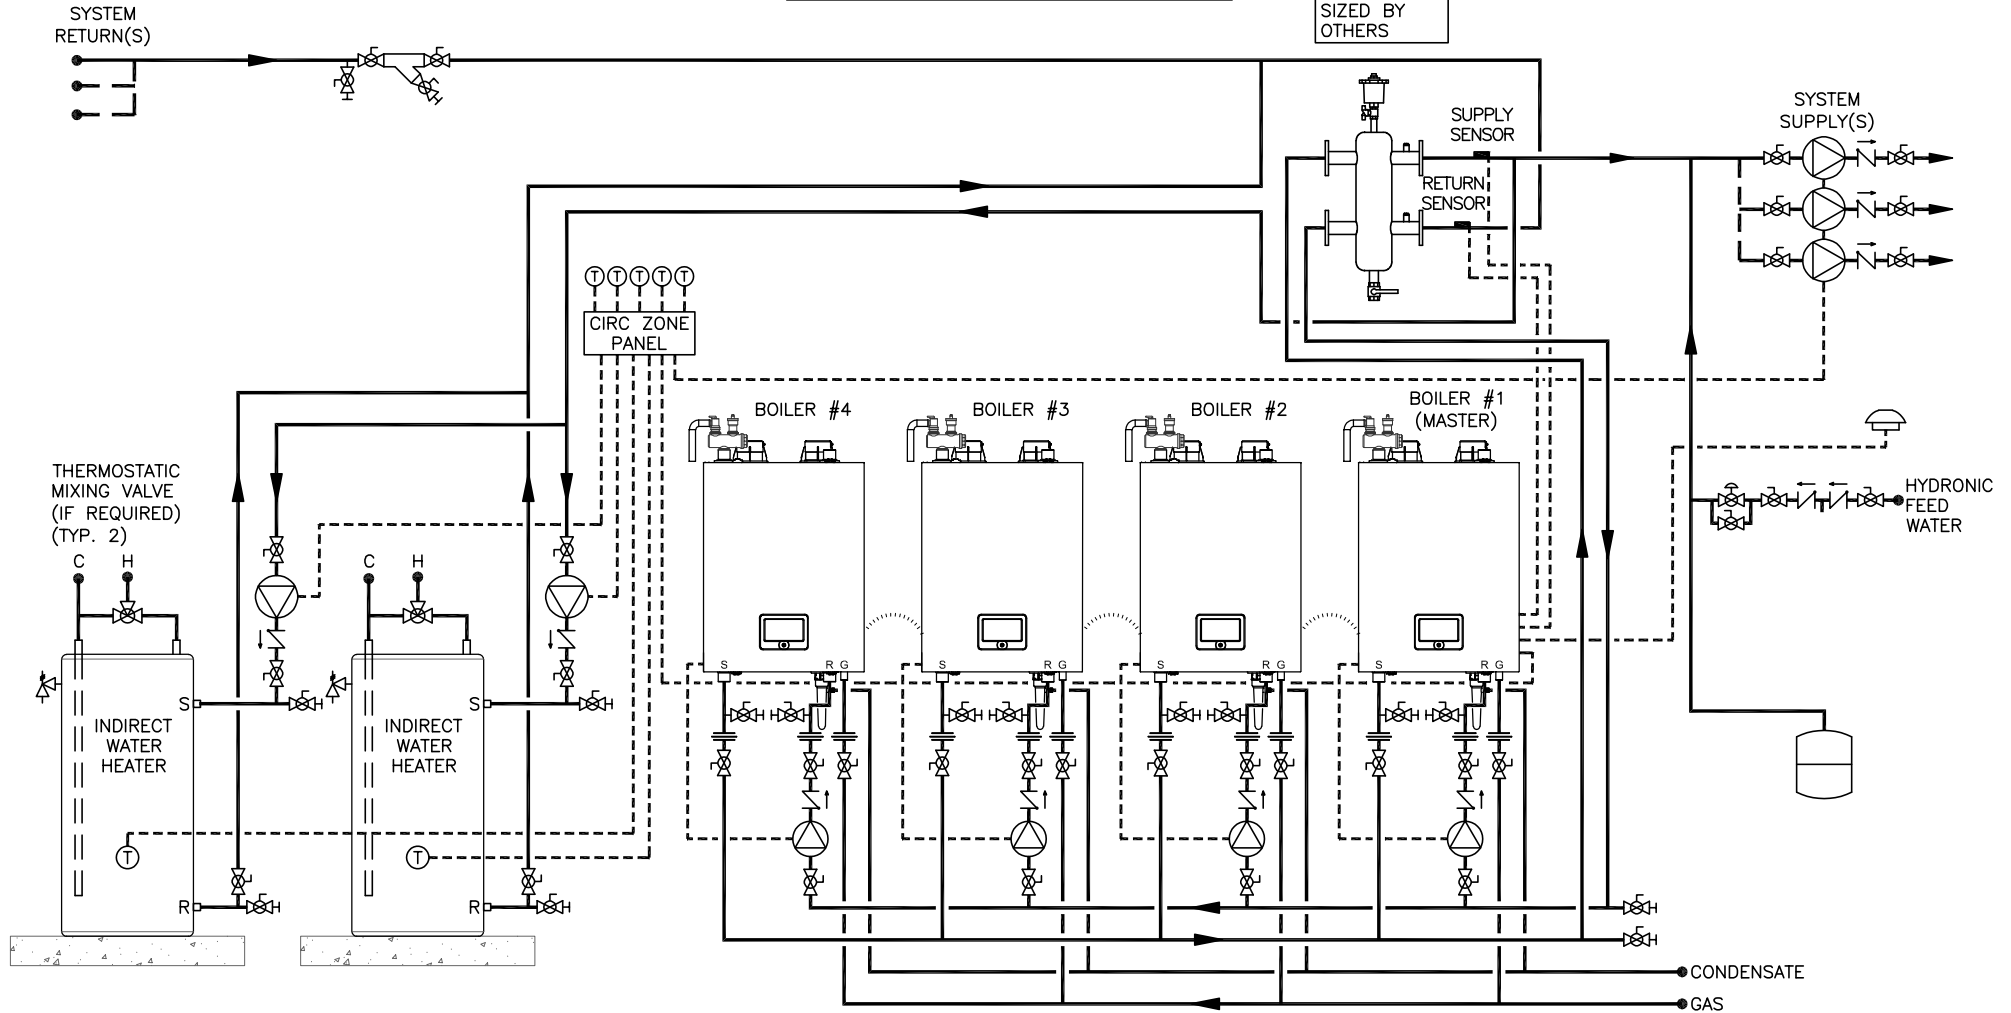 SYSTEM
RETURN(S)
SIZED BY
OTHERS
SUPPLY
SENSOR
SYSTEM
SUPPLY(S)
RETURN
SENSOR
T T T T T
CIRC ZONE
PANEL
BOILER #4
BOILER #3
BOILER #2
BOILER #1
(MASTER)
THERMOSTATIC
MIXING VALVE
(IF REQUIRED)
(TYP. 2)
HYDRONIC
FEED
WATER
C H
C H
S R G
S R G
S R G
S R G
S
INDIRECT
WATER
HEATER
T
R
S
INDIRECT
WATER
HEATER
T
R
CONDENSATE
GAS